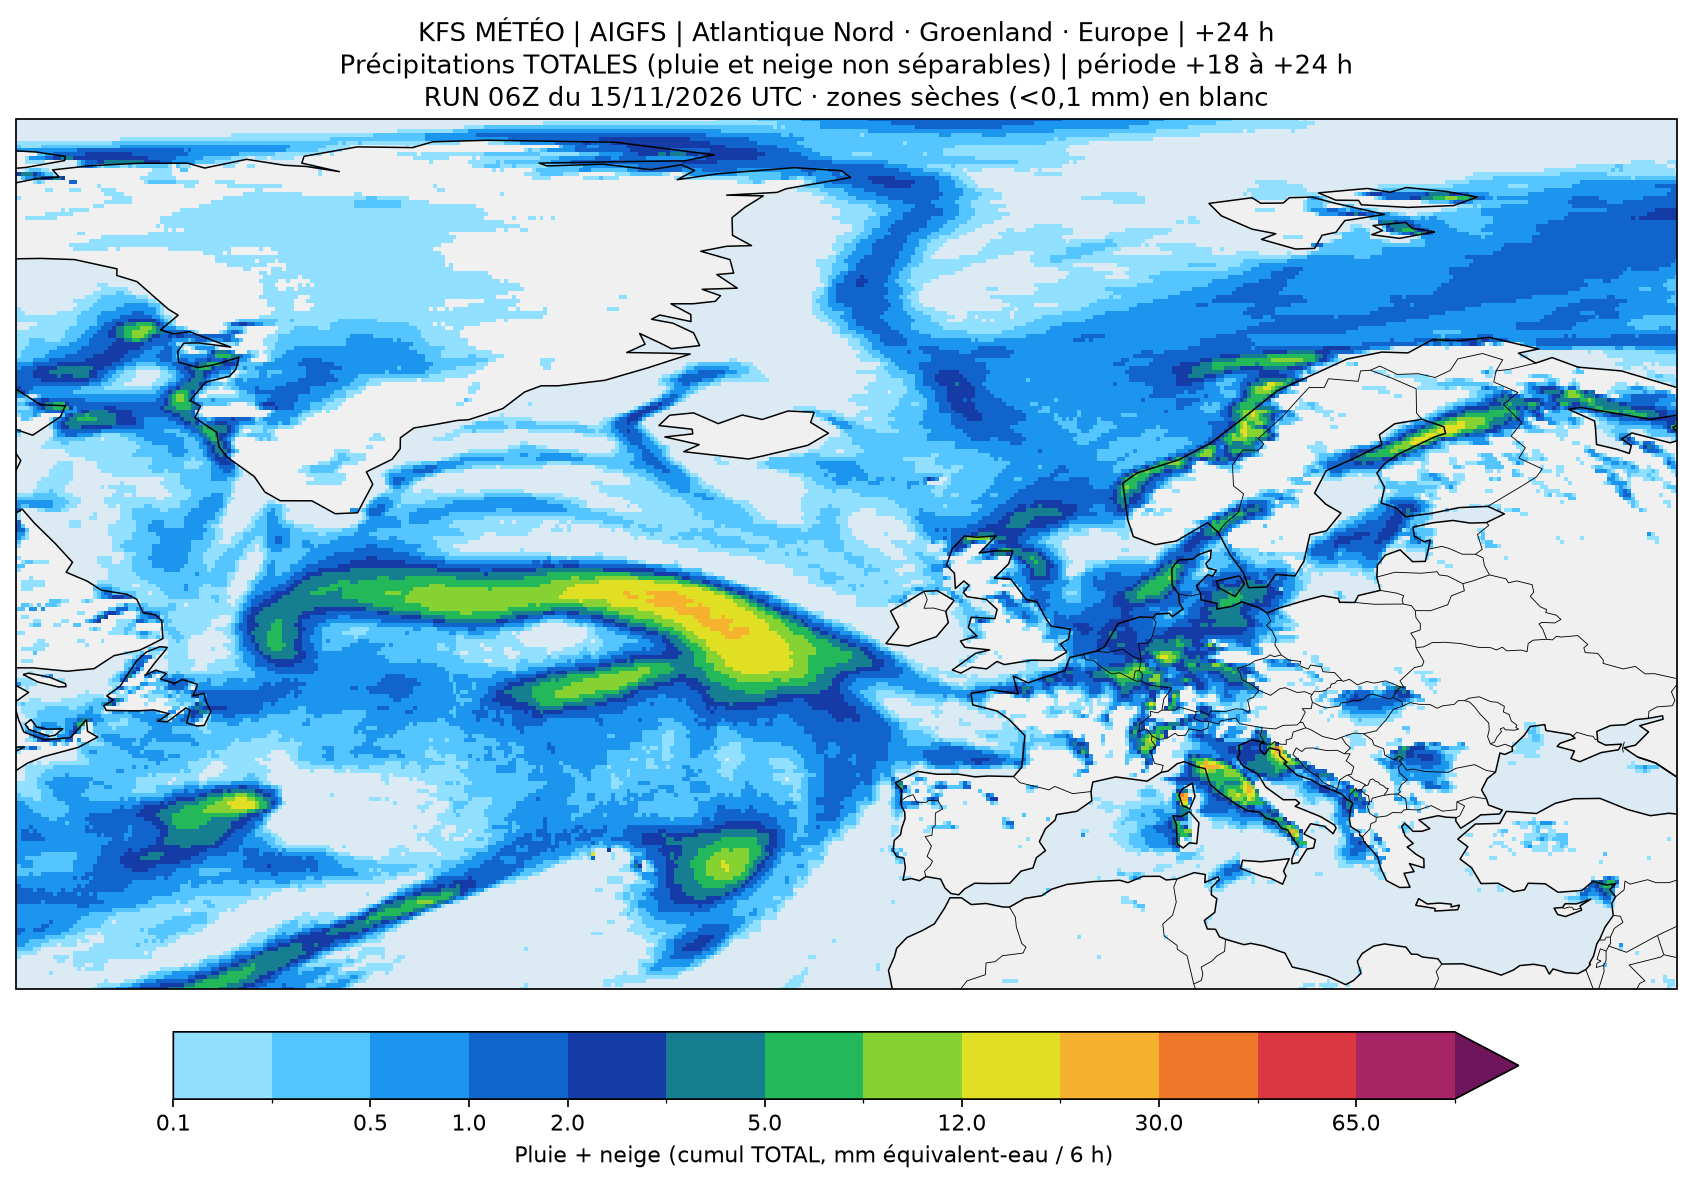 KFS MÉTÉO | AIGFS | Atlantique Nord · Groenland · Europe | +24 h
Précipitations TOTALES (pluie et neige non séparables) | période +18 à +24 h
RUN 06Z du 15/11/2026 UTC · zones sèches (<0,1 mm) en blanc
0.1 0.5 1.0 2.0 5.0 12.0 30.0 65.0
Pluie + neige (cumul TOTAL, mm équivalent-eau / 6 h)